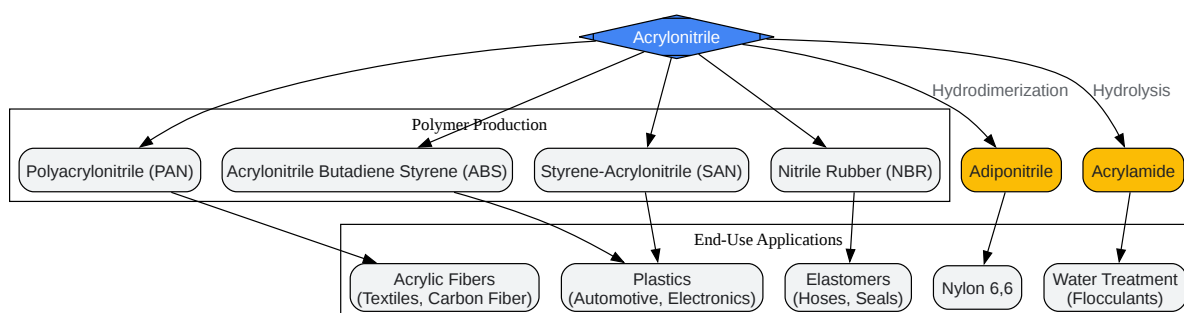 Acrylonitrile
Hydrodimerization
Hydrolysis
Polymer Production
Polyacrylonitrile (PAN)
Acrylonitrile Butadiene Styrene (ABS)
Styrene-Acrylonitrile (SAN)
Nitrile Rubber (NBR)
Adiponitrile
Acrylamide
End-Use Applications
Acrylic Fibers
(Textiles, Carbon Fiber)
Plastics
(Automotive, Electronics)
Elastomers
(Hoses, Seals)
Nylon 6,6
Water Treatment
(Flocculants)